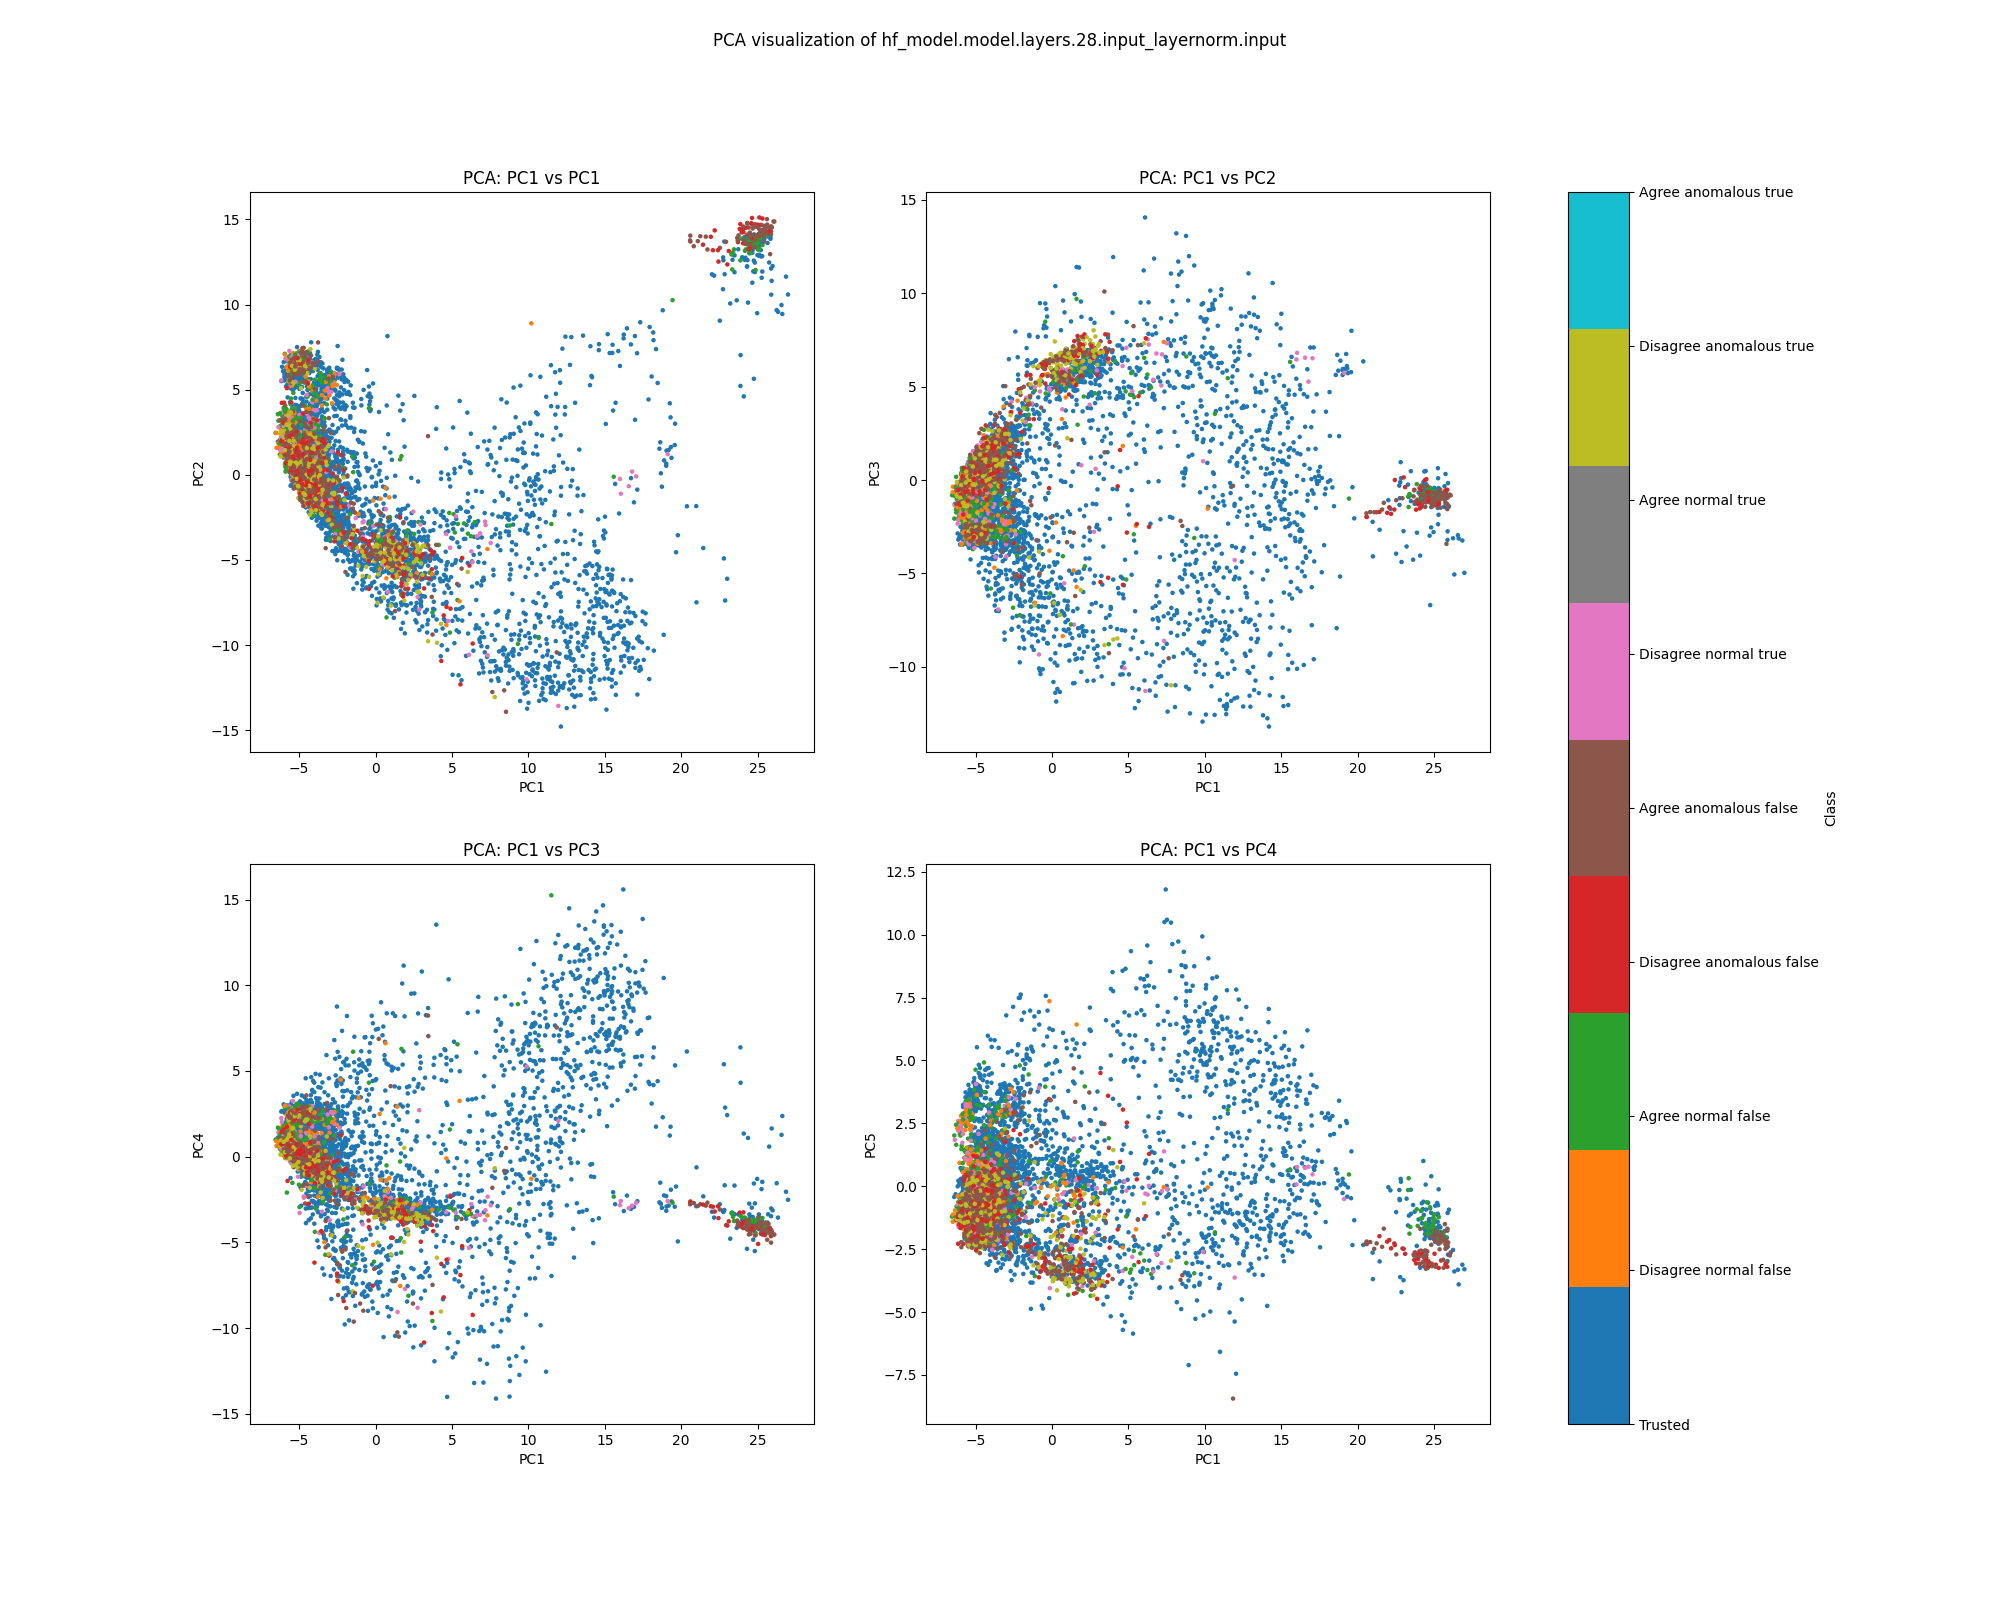 PCA visualization of hf_model.model.layers.28.input_layernorm.input
PCA: PC1 vs PC1
15
10
5
0
−5
−10
−15
PC2
−5 0 5 10 15 20 25
PC1
PCA: PC1 vs PC2
15
10
5
0
−5
−10
PC3
−5 0 5 10 15 20 25
PC1
PCA: PC1 vs PC3
15
10
5
0
−5
−10
−15
PC4
−5 0 5 10 15 20 25
PC1
PCA: PC1 vs PC4
12.5
10.0
7.5
5.0
2.5
0.0
−2.5
−5.0
−7.5
PC5
−5 0 5 10 15 20 25
PC1
Agree anomalous true
Disagree anomalous true
Agree normal true
Disagree normal true
Agree anomalous false
Disagree anomalous false
Agree normal false
Disagree normal false
Trusted
Class